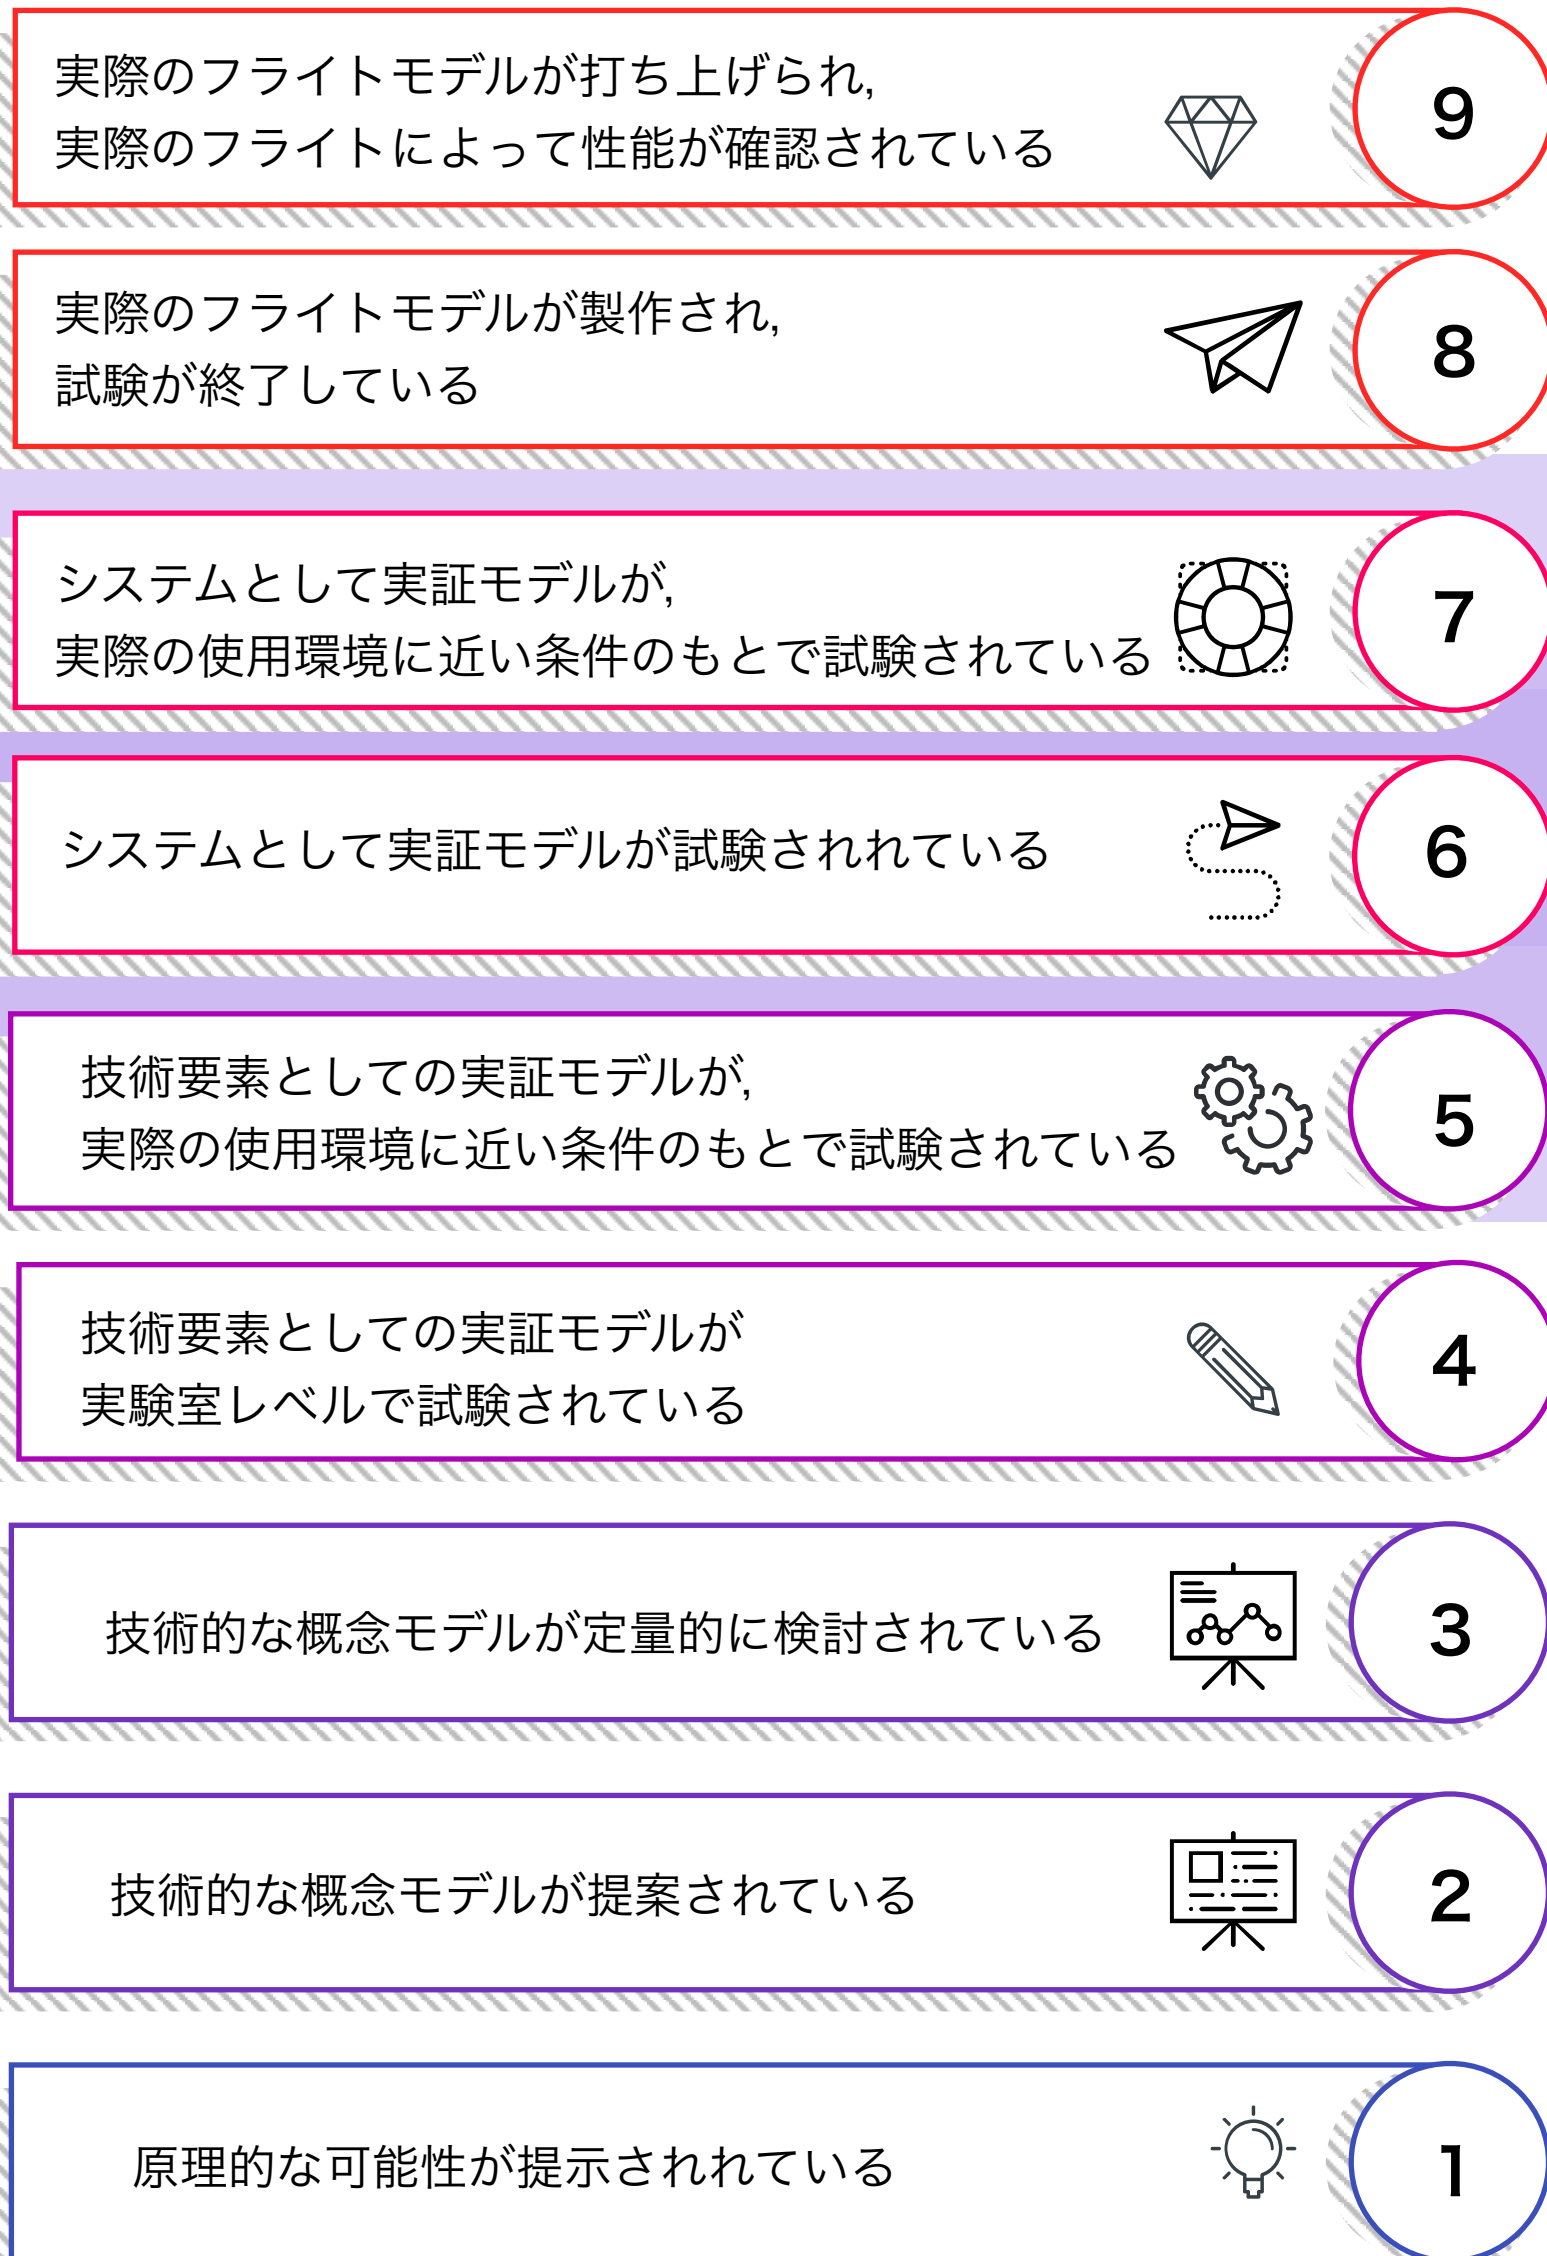 実際のフライトモデルが打ち上げられ,
実際のフライトによって性能が確認されている
9
実際のフライトモデルが製作され,
試験が終了している
8
システムとして実証モデルが,
実際の使用環境に近い条件のもとで試験されている
7
システムとして実証モデルが試験されれている
6
技術要素としての実証モデルが,
実際の使用環境に近い条件のもとで試験されている
5
技術要素としての実証モデルが
実験室レベルで試験されている
4
技術的な概念モデルが定量的に検討されている
3
技術的な概念モデルが提案されている
2
原理的な可能性が提示されれている
1